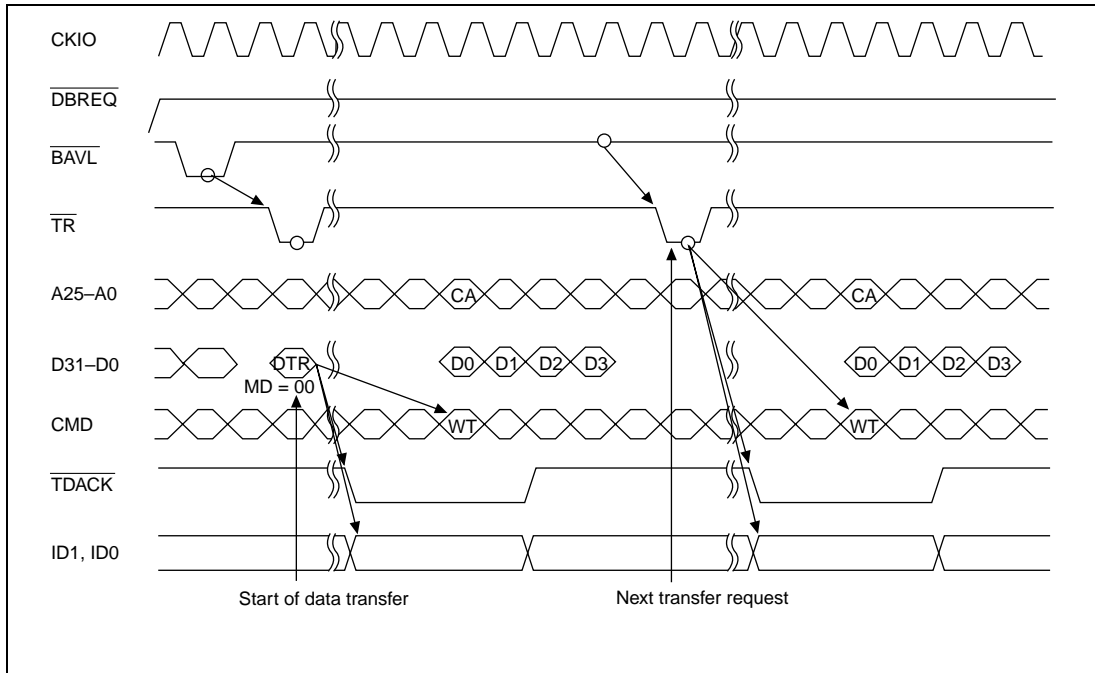 CKIO
DBREQ
BAVL
TR
A25–A0 CA CA
D31–D0 DTR D0 D1 D2 D3 D0 D1 D2 D3
MD = 00
CMD WT WT
TDACK
ID1, ID0
Start of data transfer Next transfer request